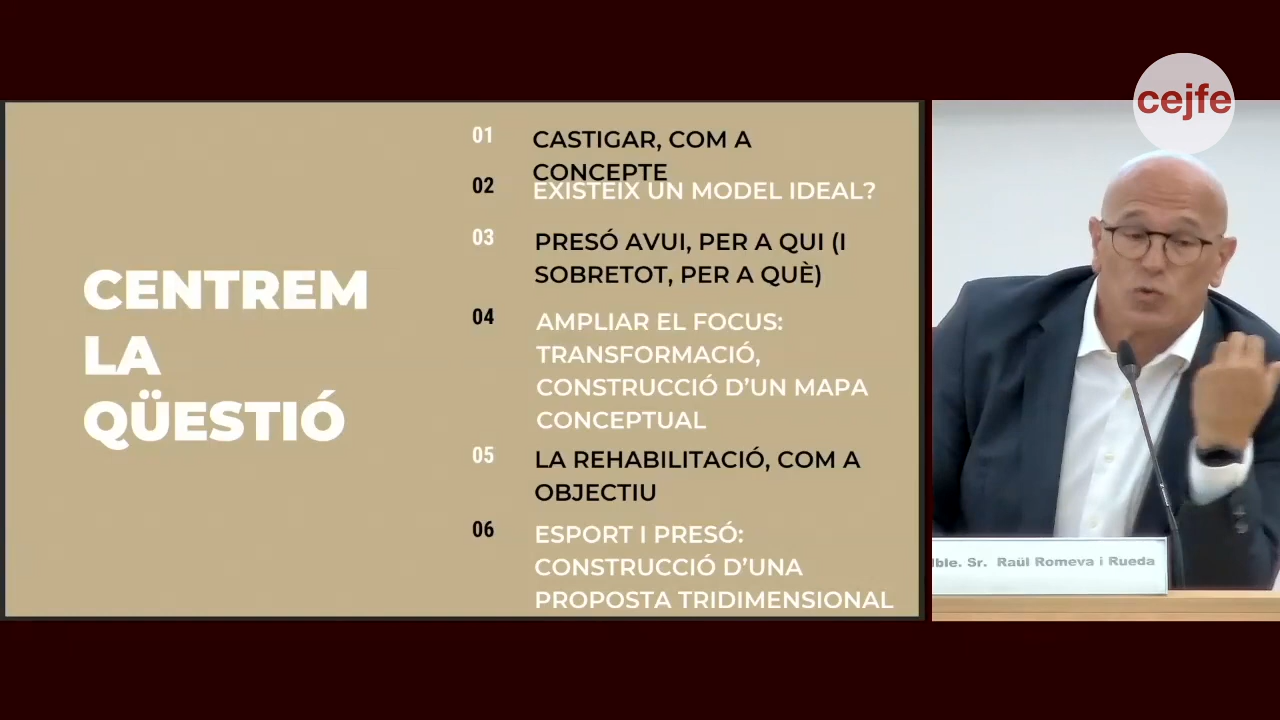 cejfe
CENTREM
LA
QÜESTIÓ
01
CASTIGAR, COM A
CONCEPTE
02
EXISTEIX UN MODEL IDEAL?
03
PRESÓ AVUI, PER A QUI (I
SOBRETOT, PER A QUÈ)
04
AMPLIAR EL FOCUS:
TRANSFORMACIÓ,
CONSTRUCCIÓ D'UN MAPA
CONCEPTUAL
05
LA REHABILITACIÓ, COM A
OBJECTIU
06
ESPORT I PRESÓ:
CONSTRUCCIÓ D'UNA
PROPOSTA TRIDIMENSIONAL
Sr. Raül Romeva i Rueda